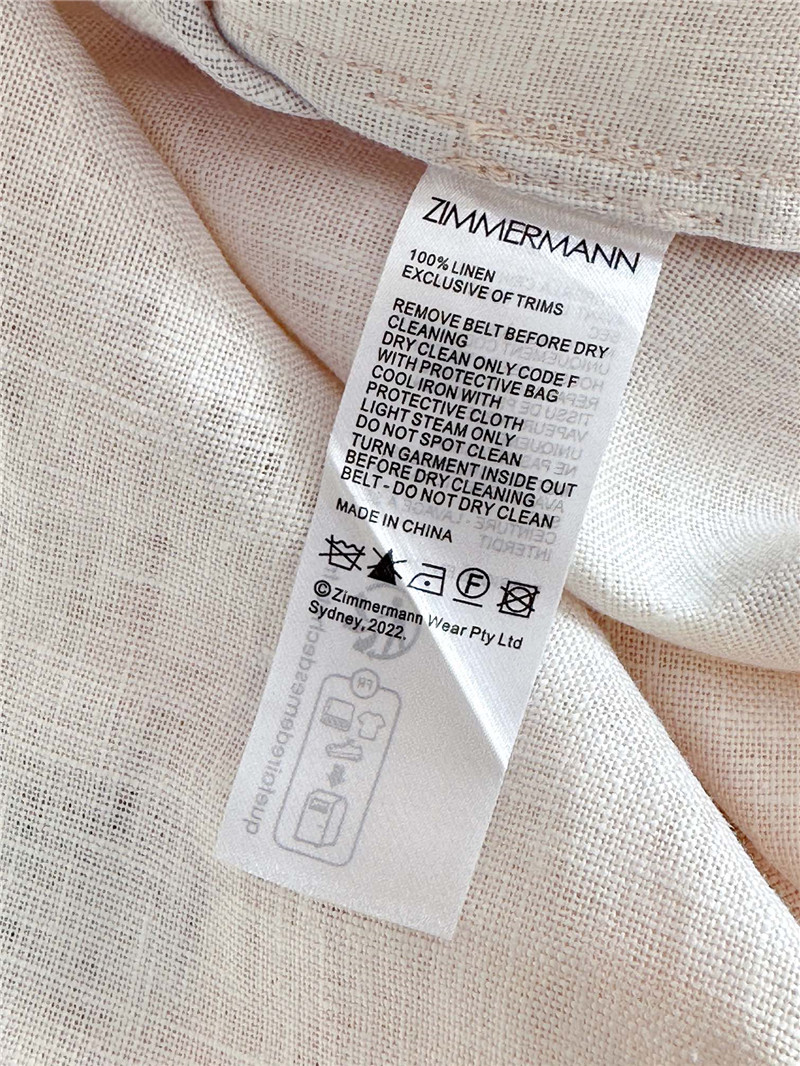 ZIMMERMANN
100% LINEN
EXCLUSIVE OF TRIMS
REMOVE BELT BEFORE DRY
CLEANING
DRY CLEAN ONLY CODE F
WITH PROTECTIVE BAG
COOL IRON WITH
PROTECTIVE CLOTH
LIGHT STEAM ONLY
DO NOT SPOT CLEAN
TURN GARMENT INSIDE OUT
BEFORE DRY CLEANING
BELT - DO NOT DRY CLEAN
MADE IN CHINA
F
©Zimmermann Wear Pty Ltd
Sydney, 2022.
FR